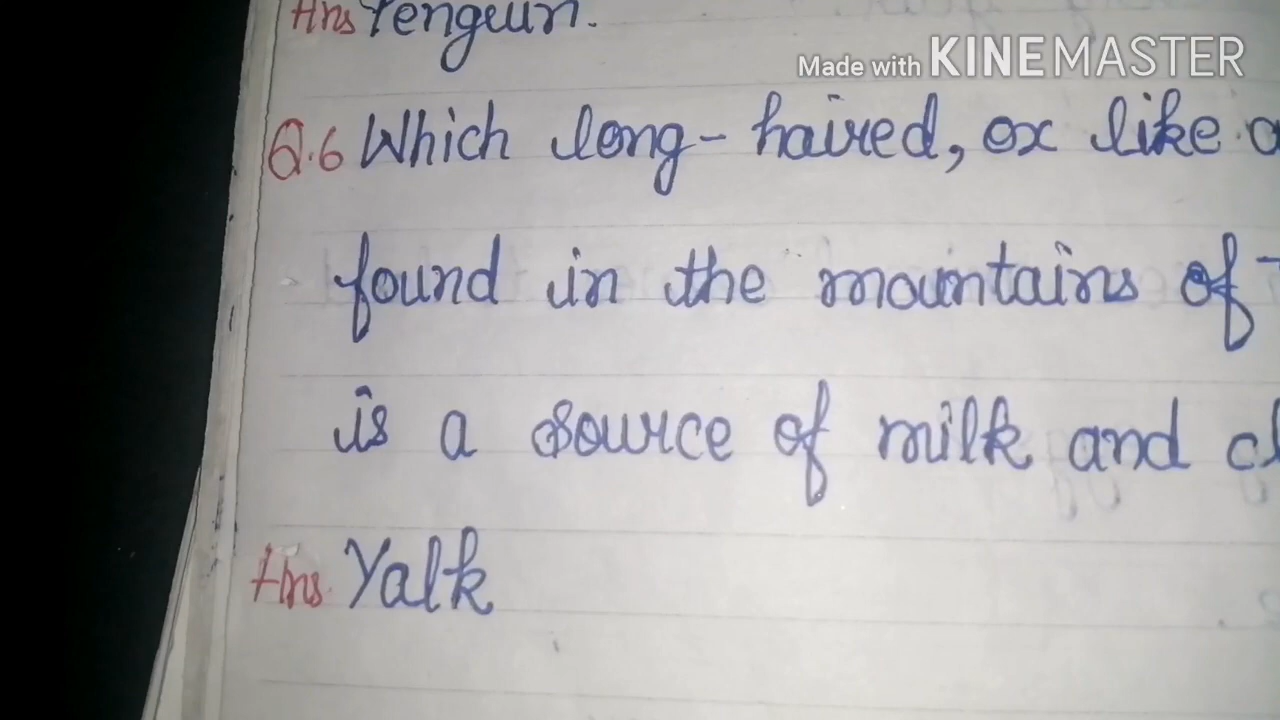 Ans Pengeuin.
Made with KINEMASTER
Q.6 Which long-haired, ox like
found in the mountains of
is a source of milk and
Ans. Yalk